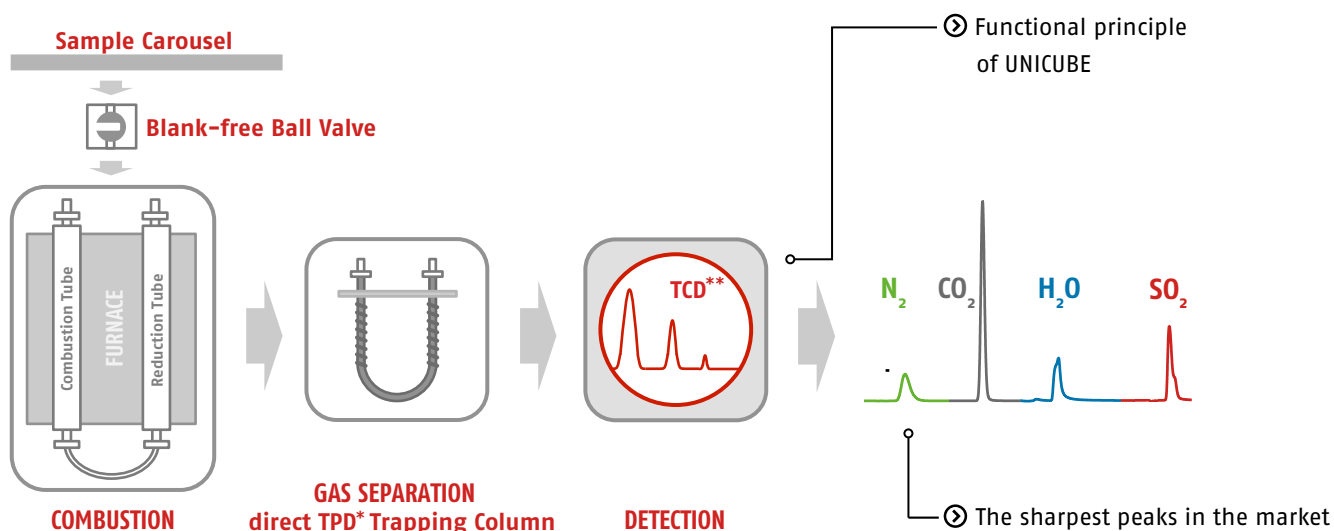 Sample Carousel
Blank-free Ball Valve
Combustion Tube
FURNACE
Reduction Tube
COMBUSTION
GAS SEPARATION
direct TPD* Trapping Column
TCD**
DETECTION
Functional principle
of UNICUBE
N₂
CO₂
H₂O
SO₂
The sharpest peaks in the market